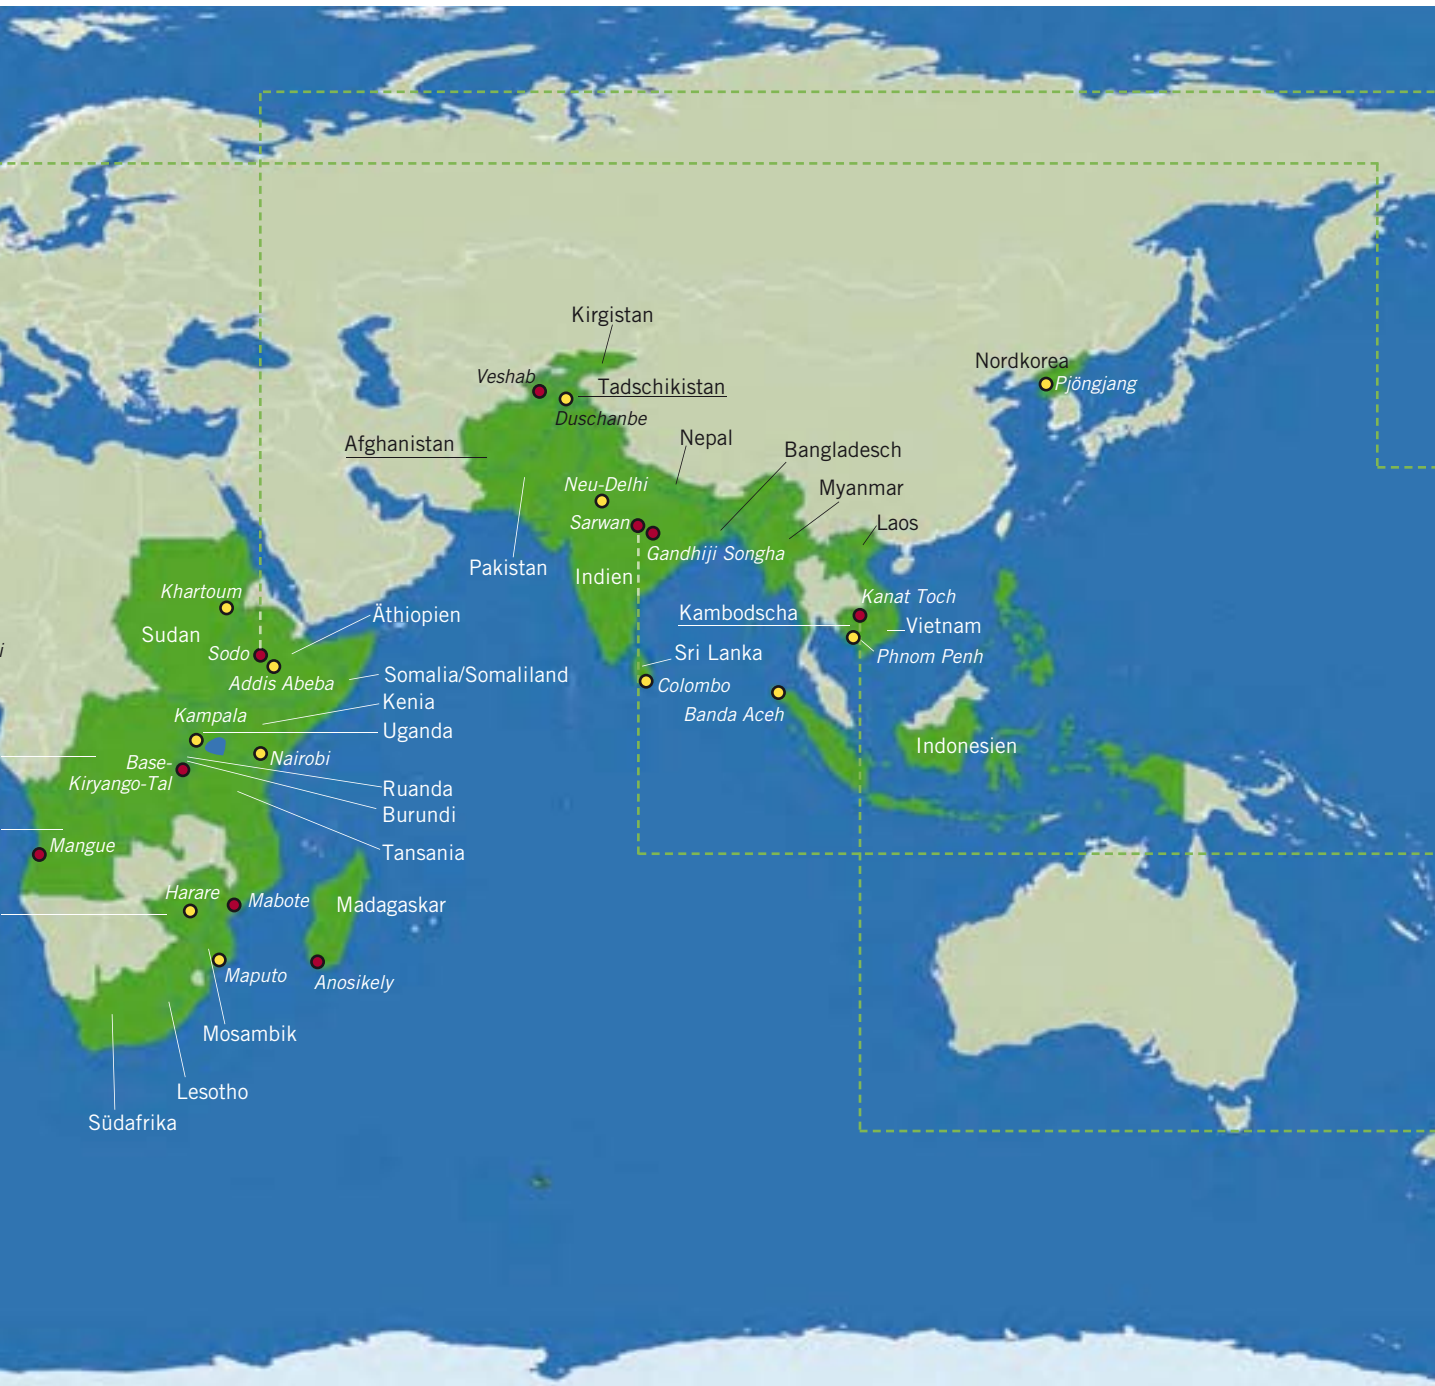 Kirgistan
Nordkorea
Veshab
Tadschikistan
Pjöngjang
Duschanbe
Afghanistan
Nepal
Bangladesch
Neu-Delhi
Myanmar
Sarwan
Laos
Gandhiji Songha
Pakistan
Indien
Khartoum
Kanat Toch
Äthiopien
Kambodscha
Sudan
Vietnam
i
Sodo
Sri Lanka
Phnom Penh
Addis Abeba
Somalia/Somaliland
Colombo
Kenia
Banda Aceh
Kampala
Uganda
Indonesien
Base-
Kiryango-Tal
Nairobi
Ruanda
Burundi
Mangue
Tansania
Harare
Mabote
Madagaskar
Maputo
Anosikely
Mosambik
Lesotho
Südafrika